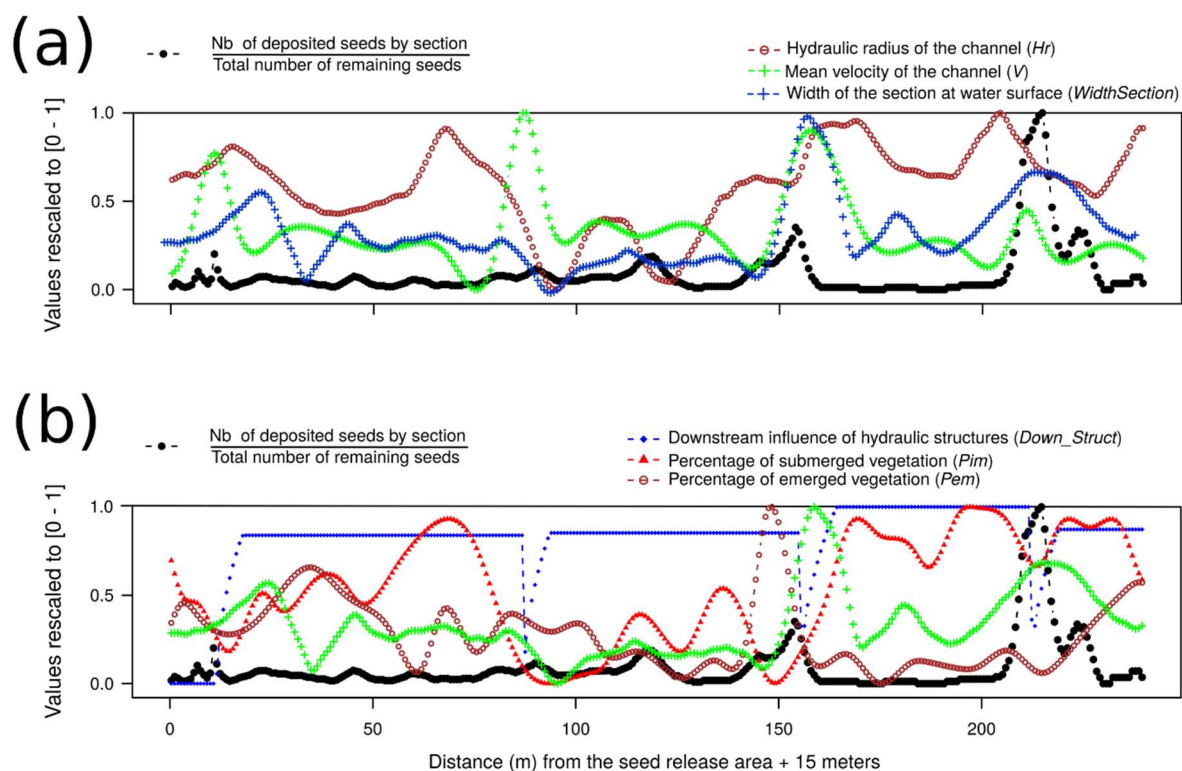 (a)
Nb of deposited seeds by section
Total number of remaining seeds
Hydraulic radius of the channel (Hr)
Mean velocity of the channel (V)
Width of the section at water surface (WidthSection)
Values rescaled to [0 - 1]
1.0
0.5
0.0
(b)
Nb of deposited seeds by section
Total number of remaining seeds
Downstream influence of hydraulic structures (Down_Struct)
Percentage of submerged vegetation (Pim)
Percentage of emerged vegetation (Pem)
Values rescaled to [0 - 1]
1.0
0.5
0.0
0 50 100 150 200
Distance (m) from the seed release area + 15 meters